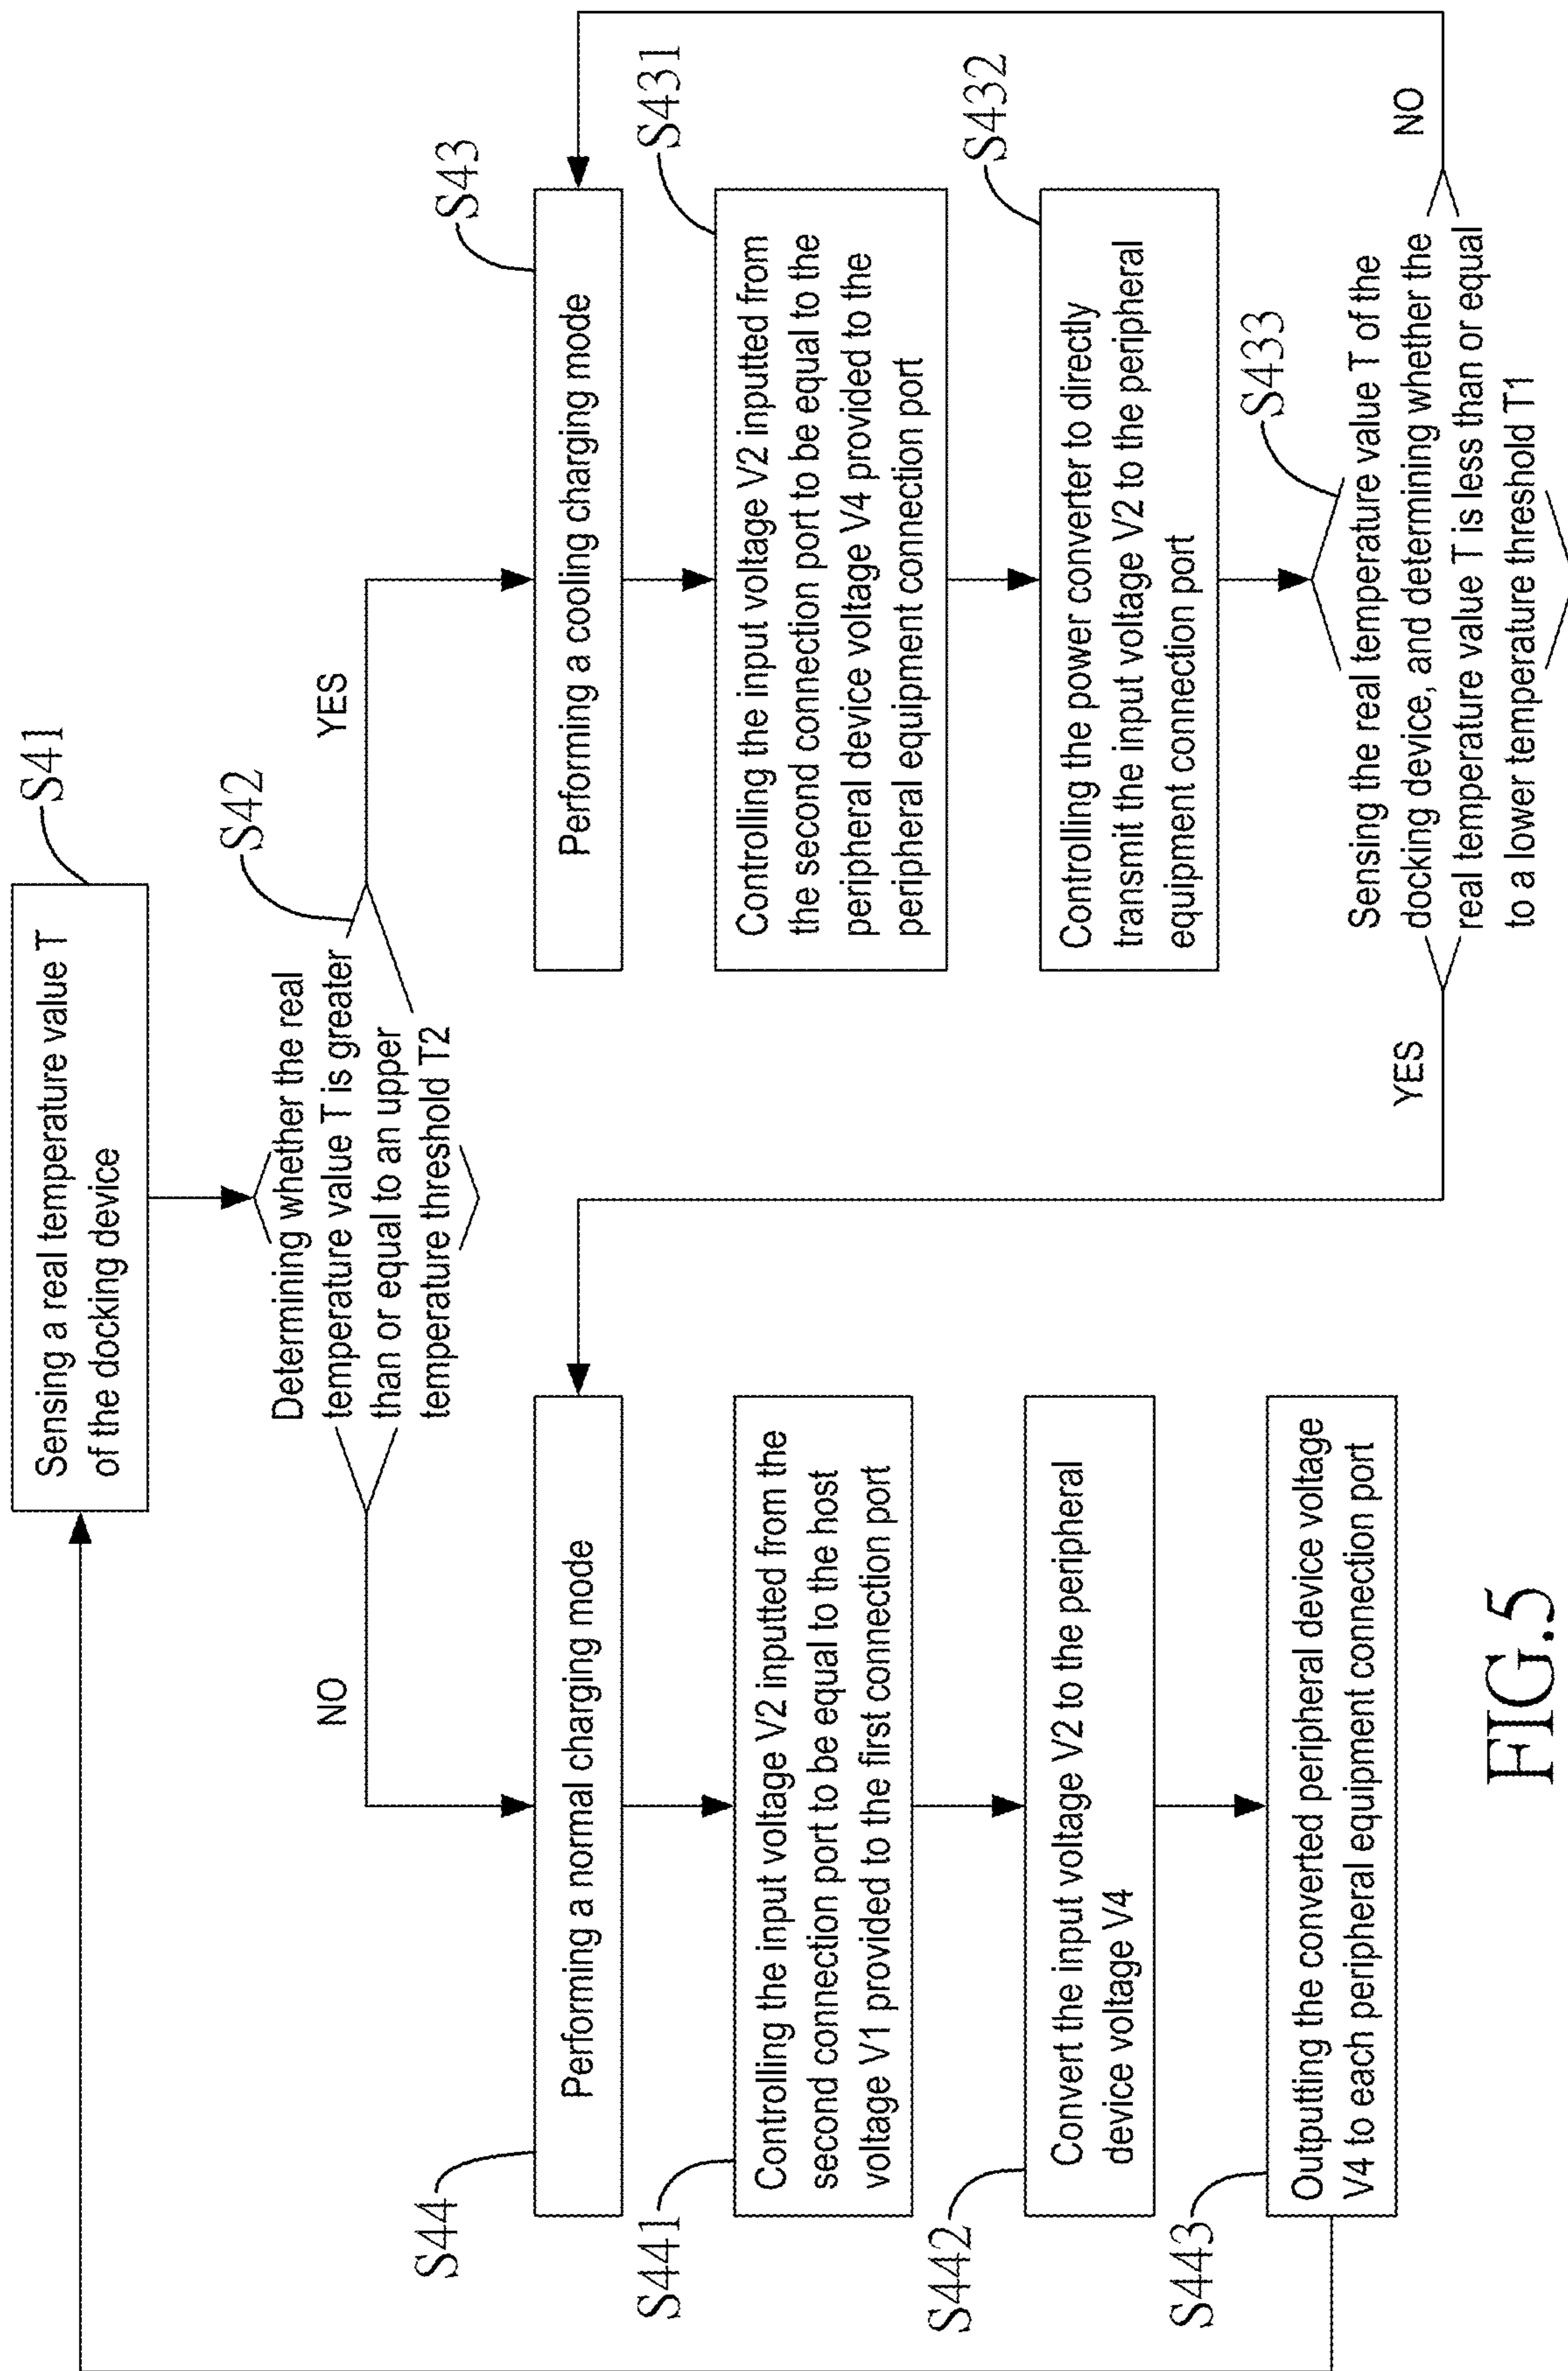 Sensing a real temperature value T
of the docking device
S41
Determining whether the real
temperature value T is greater
than or equal to an upper
temperature threshold T2
S42
NO
YES
Performing a normal charging mode
S44
Controlling the input voltage V2 inputted from the
second connection port to be equal to the host
voltage V1 provided to the first connection port
S441
Convert the input voltage V2 to the peripheral
device voltage V4
S442
Outputting the converted peripheral device voltage
V4 to each peripheral equipment connection port
S443
Performing a cooling charging mode
S43
Controlling the input voltage V2 inputted from
the second connection port to be equal to the
peripheral device voltage V4 provided to the
peripheral equipment connection port
S431
Controlling the power converter to directly
transmit the input voltage V2 to the peripheral
equipment connection port
S432
Sensing the real temperature value T of the
docking device, and determining whether the
real temperature value T is less than or equal
to a lower temperature threshold T1
S433
YES
NO
FIG.5